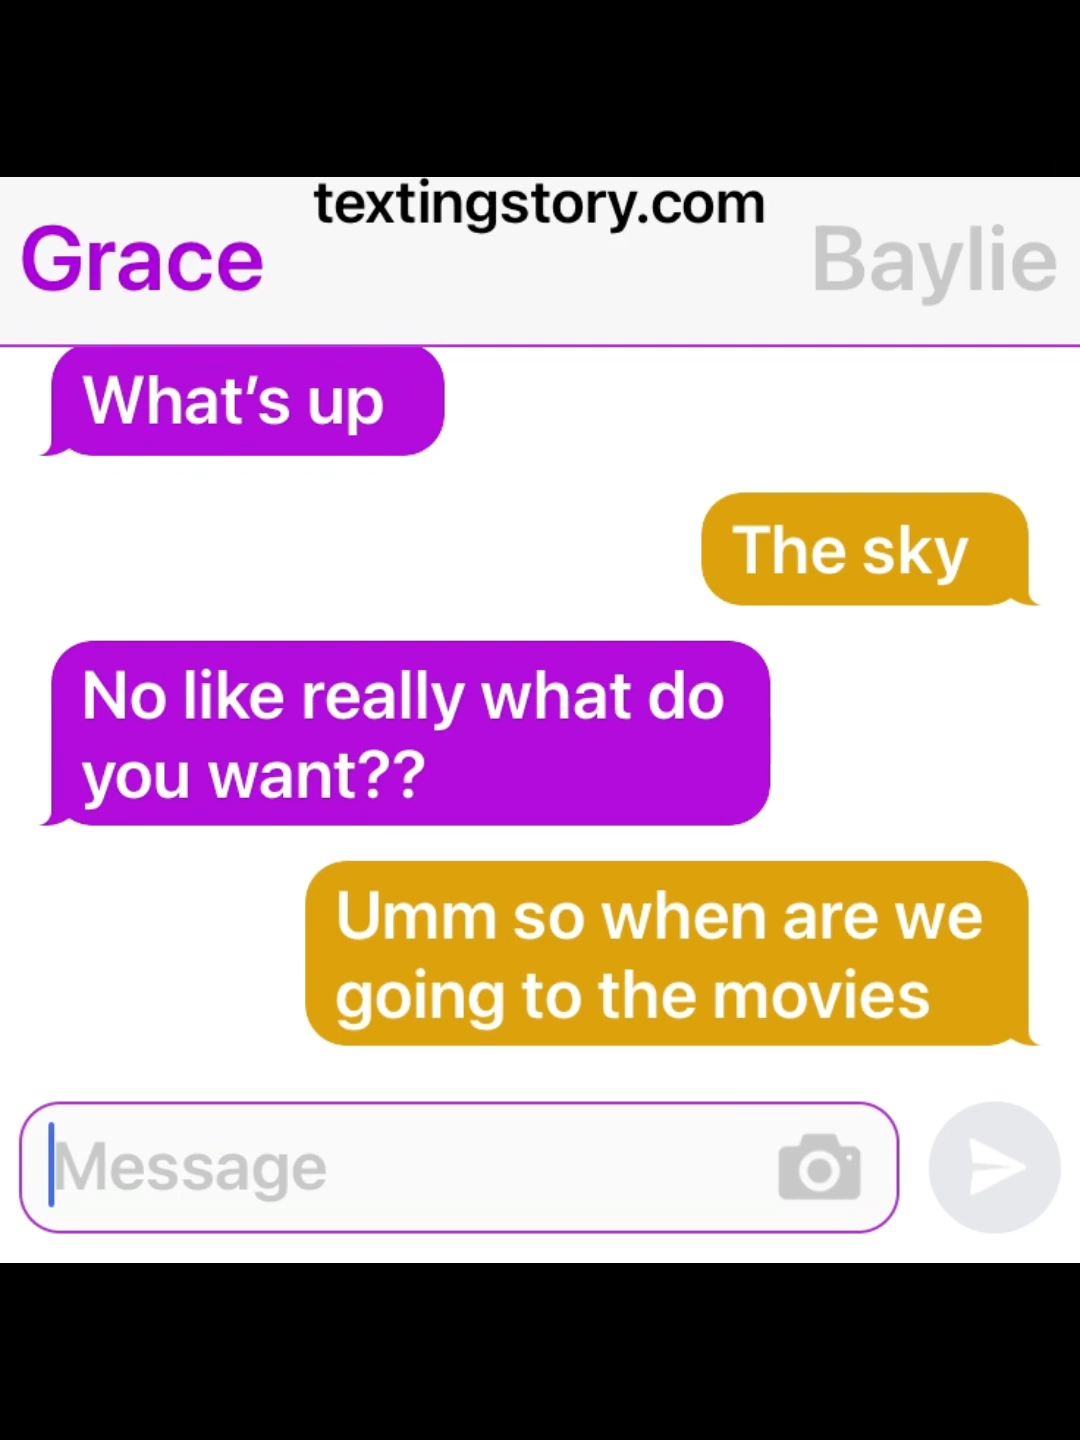 textingstory.com
Grace
Baylie
What's up
The sky
No like really what do
you want??
Umm so when are we
going to the movies
Message